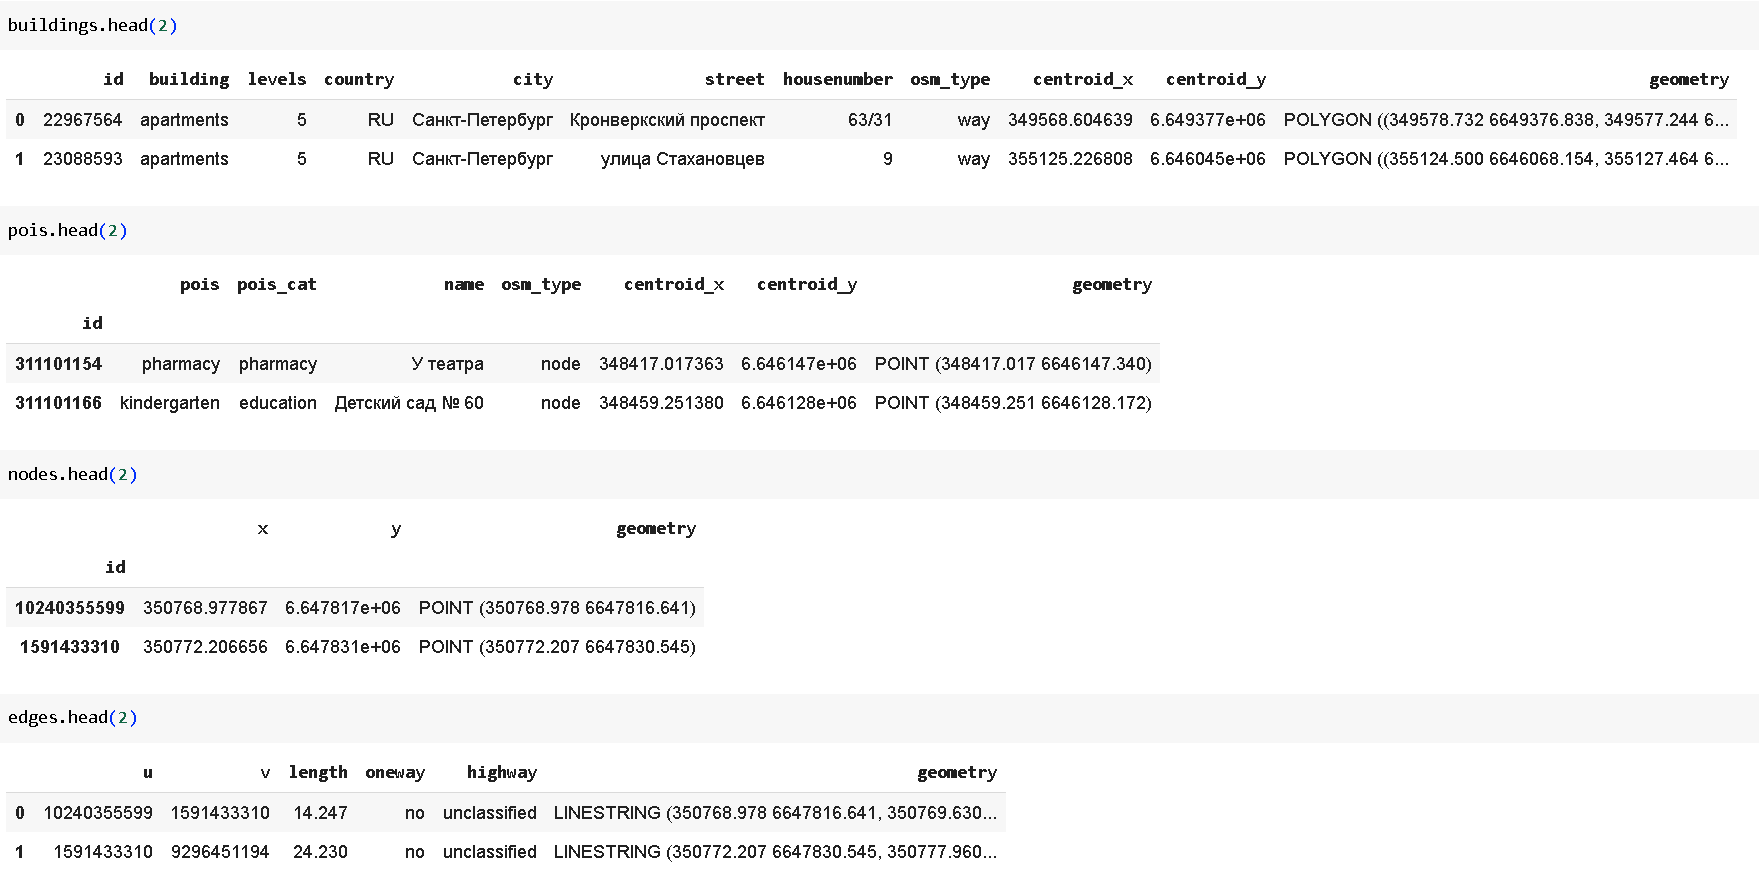 buildings.head(2)
id building levels country city street housenumber osm_type centroid_x centroid_y geometry
0 22967564 apartments 5 RU Санкт-Петербург Кронверкский проспект 63/31 way 349568.604639 6.649377e+06 POLYGON ((349578.732 6649376.838, 349577.244 6...
1 23088593 apartments 5 RU Санкт-Петербург улица Стахановцев 9 way 355125.226808 6.646045e+06 POLYGON ((355124.500 6646068.154, 355127.464 6...
pois.head(2)
pois pois_cat name osm_type centroid_x centroid_y geometry
id
311101154 pharmacy pharmacy У театра node 348417.017363 6.646147e+06 POINT (348417.017 6646147.340)
311101166 kindergarten education Детский сад № 60 node 348459.251380 6.646128e+06 POINT (348459.251 6646128.172)
nodes.head(2)
x y geometry
id
10240355599 350768.977867 6.647817e+06 POINT (350768.978 6647816.641)
1591433310 350772.206656 6.647831e+06 POINT (350772.207 6647830.545)
edges.head(2)
u v length oneway highway geometry
0 10240355599 1591433310 14.247 no unclassified LINESTRING (350768.978 6647816.641, 350769.630...
1 1591433310 9296451194 24.230 no unclassified LINESTRING (350772.207 6647830.545, 350777.960...